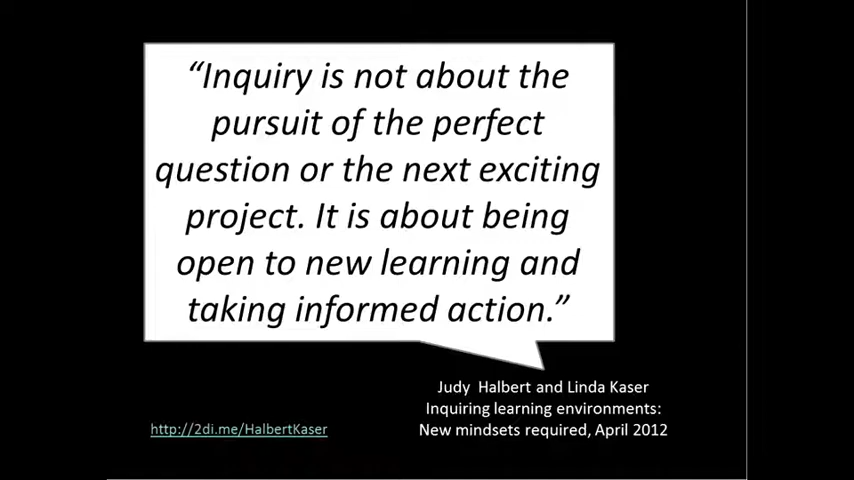 “Inquiry is not about the
pursuit of the perfect
question or the next exciting
project. It is about being
open to new learning and
taking informed action.”
Judy Halbert and Linda Kaser
Inquiring learning environments:
New mindsets required, April 2012
http://2di.me/HalbertKaser